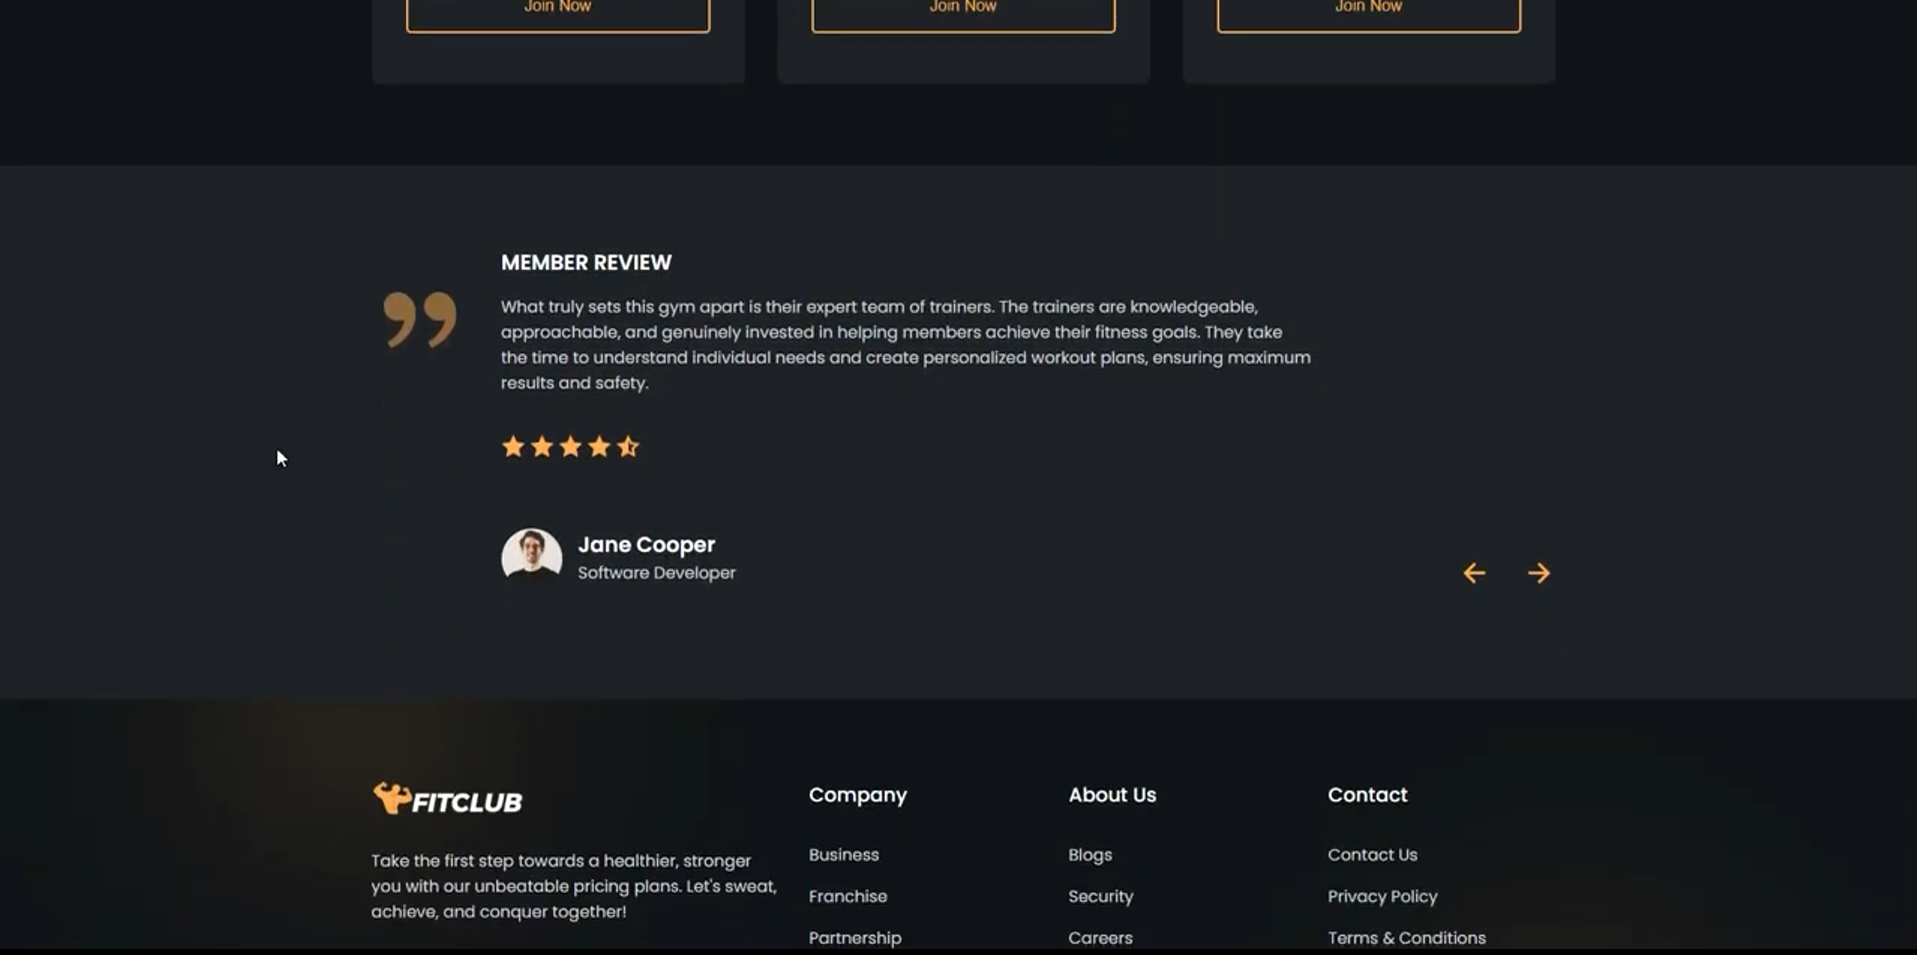 Join Now
Join Now
Join Now
MEMBER REVIEW
What truly sets this gym apart is their expert team of trainers. The trainers are knowledgeable,
approachable, and genuinely invested in helping members achieve their fitness goals. They take
the time to understand individual needs and create personalized workout plans, ensuring maximum
results and safety.
Jane Cooper
Software Developer
FITCLUB
Take the first step towards a healthier, stronger
you with our unbeatable pricing plans. Let's sweat,
achieve, and conquer together!
Company
Business
Franchise
Partnership
About Us
Blogs
Security
Careers
Contact
Contact Us
Privacy Policy
Terms & Conditions